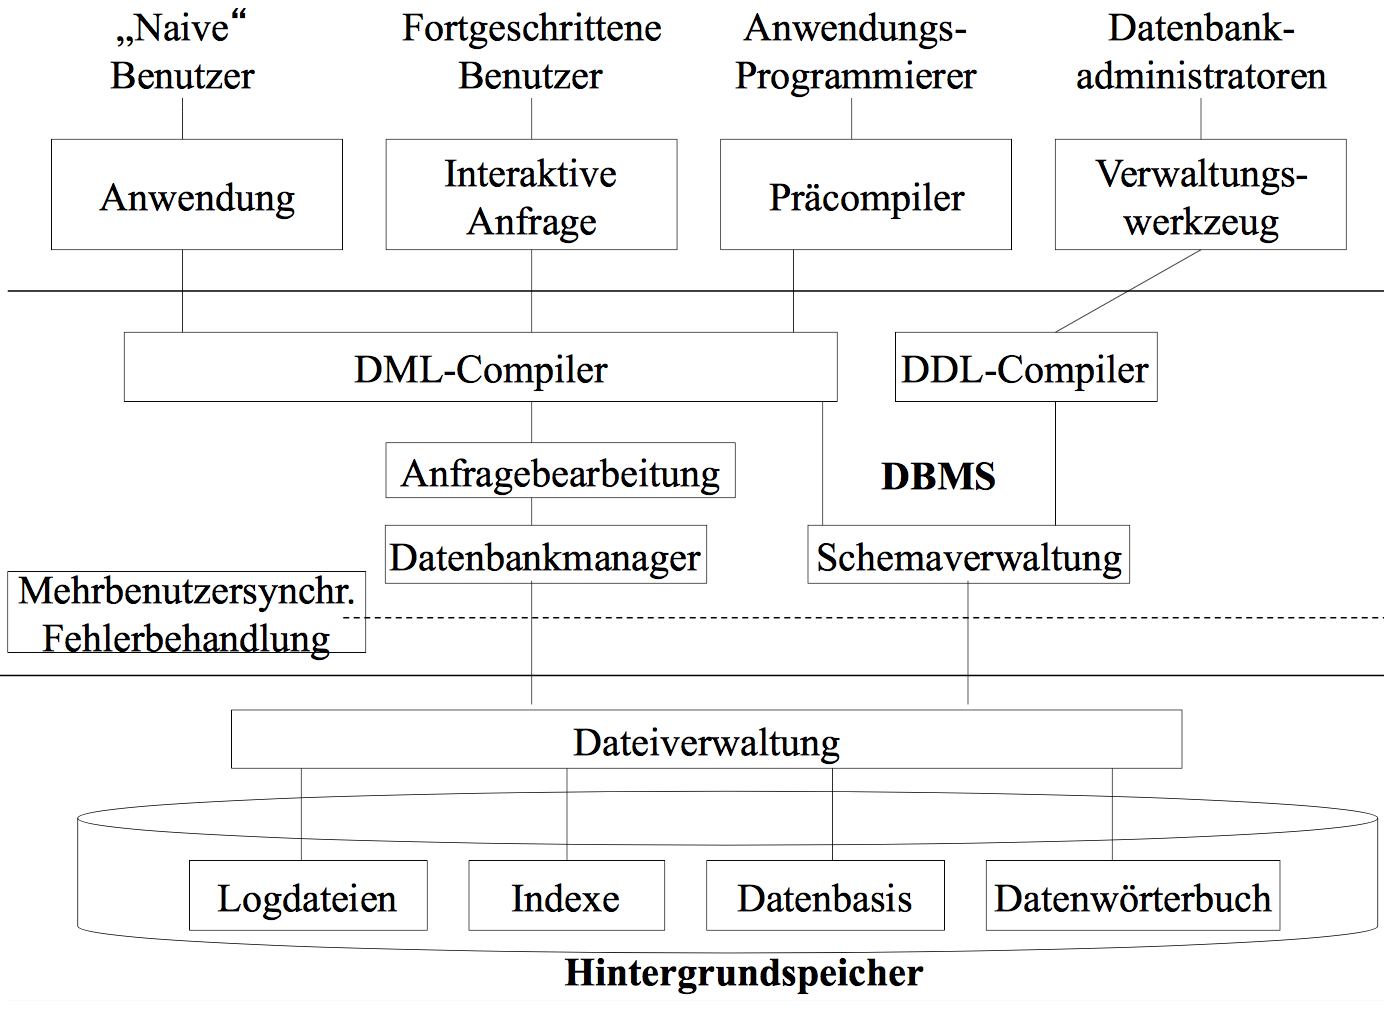 „Naive“
Benutzer
Fortgeschrittene
Benutzer
Anwendungs-
Programmierer
Datenbank-
administratoren
Anwendung
Interaktive
Anfrage
Präcompiler
Verwaltungs-
werkzeug
DML-Compiler
DDL-Compiler
Anfragebearbeitung
DBMS
Datenbankmanager
Schemaverwaltung
Mehrbenutzersynchr.
Fehlerbehandlung
Dateiverwaltung
Logdateien
Indexe
Datenbasis
Datenwörterbuch
Hintergrundspeicher